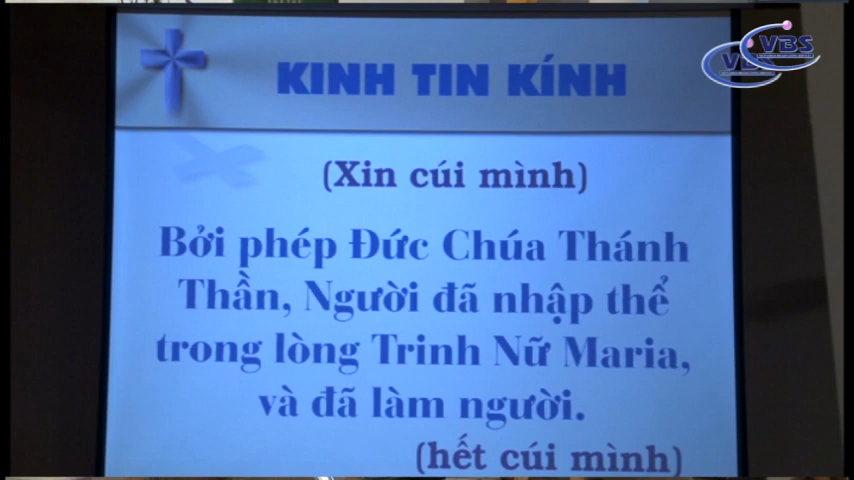 VBS
KINH TIN KÍNH
(Xin cúi mình)
Bởi phép Đức Chúa Thánh
Thần, Người đã nhập thể
trong lòng Trinh Nữ Maria,
và đã làm người.
(hết cúi mình)